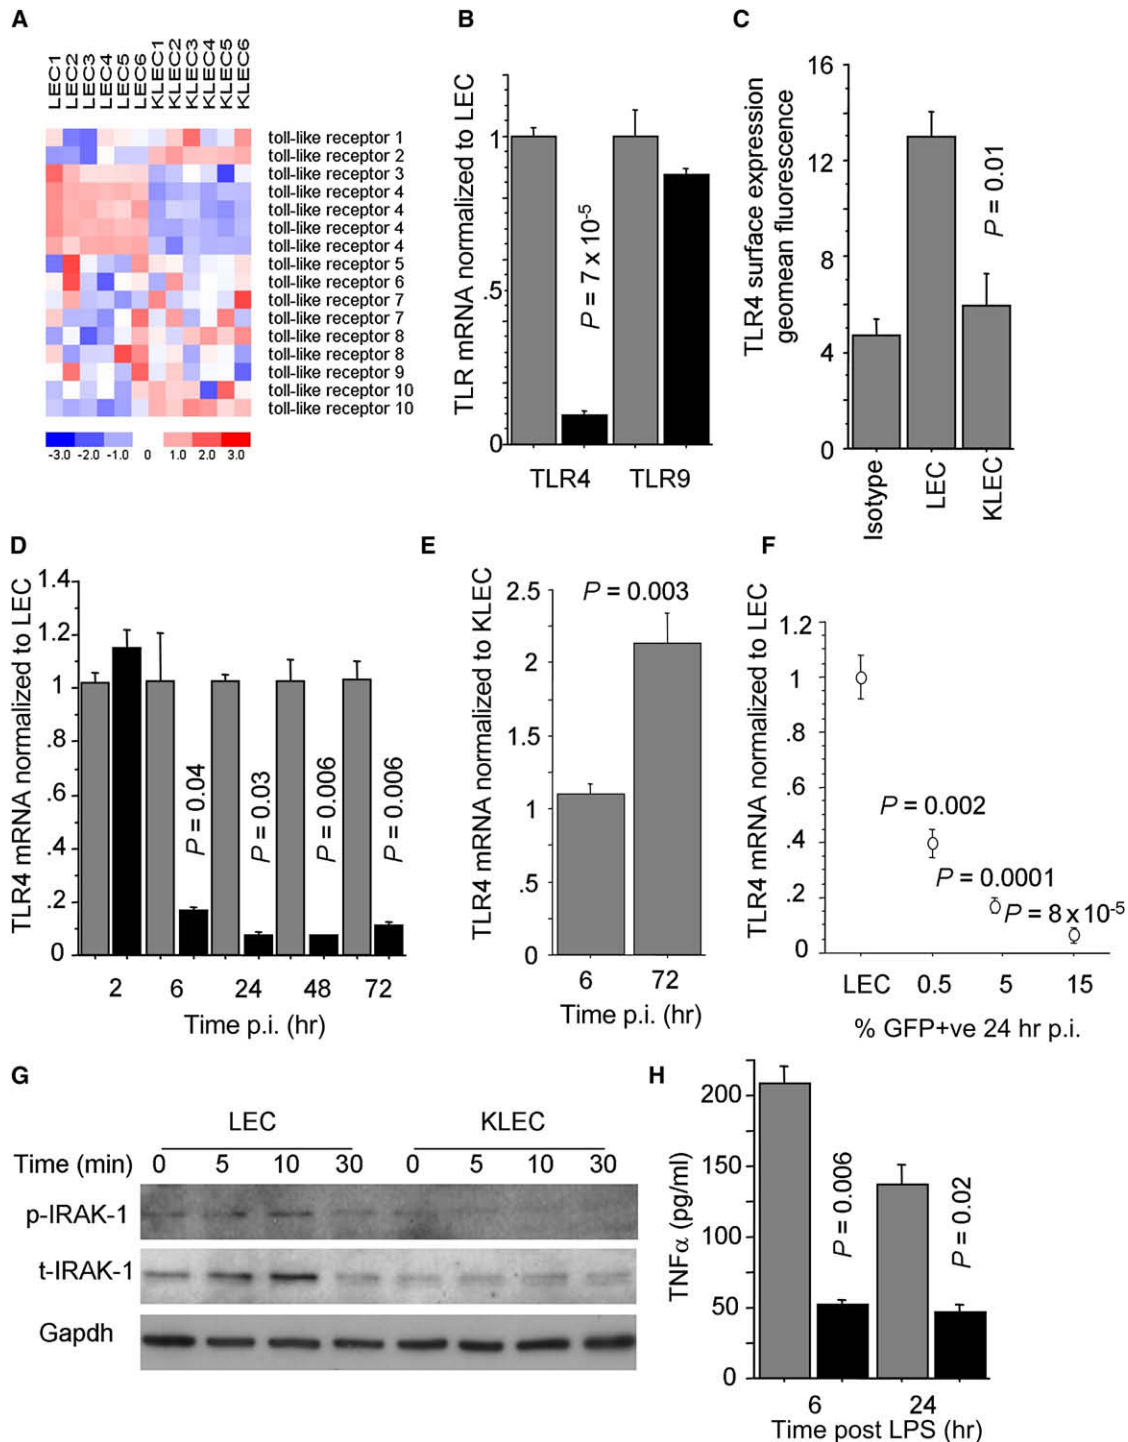 A
LEC1 LEC2 LEC3 LEC4 LEC5 LEC6 KLEC1 KLEC2 KLEC3 KLEC4 KLEC5 KLEC6
toll-like receptor 1
toll-like receptor 2
toll-like receptor 3
toll-like receptor 4
toll-like receptor 4
toll-like receptor 4
toll-like receptor 4
toll-like receptor 5
toll-like receptor 6
toll-like receptor 7
toll-like receptor 7
toll-like receptor 8
toll-like receptor 8
toll-like receptor 9
toll-like receptor 10
toll-like receptor 10
-3.0 -2.0 -1.0 0 1.0 2.0 3.0
B
TLR mRNA normalized to LEC
1
.5
0
P = 7 x 10-5
TLR4 TLR9
C
TLR4 surface expression
geomean fluorescence
16
12
8
4
0
P = 0.01
Isotype
LEC
KLEC
D
TLR4 mRNA normalized to LEC
1.4
1.2
1
.8
.6
.4
.2
0
P = 0.04
P = 0.03
P = 0.006
P = 0.006
2 6 24 48 72
Time p.i. (hr)
E
TLR4 mRNA normalized to KLEC
2.5
2
1.5
1
.5
0
P = 0.003
6 72
Time p.i. (hr)
F
TLR4 mRNA normalized to LEC
1.2
1
.8
.6
.4
.2
0
P = 0.002
P = 0.0001
P = 8 x 10-5
LEC 0.5 5 15
% GFP+ve 24 hr p.i.
G
LEC KLEC
Time (min) 0 5 10 30 0 5 10 30
p-IRAK-1
t-IRAK-1
Gapdh
H
TNFα (pg/ml)
200
150
100
50
0
P = 0.006
P = 0.02
6 24
Time post LPS (hr)